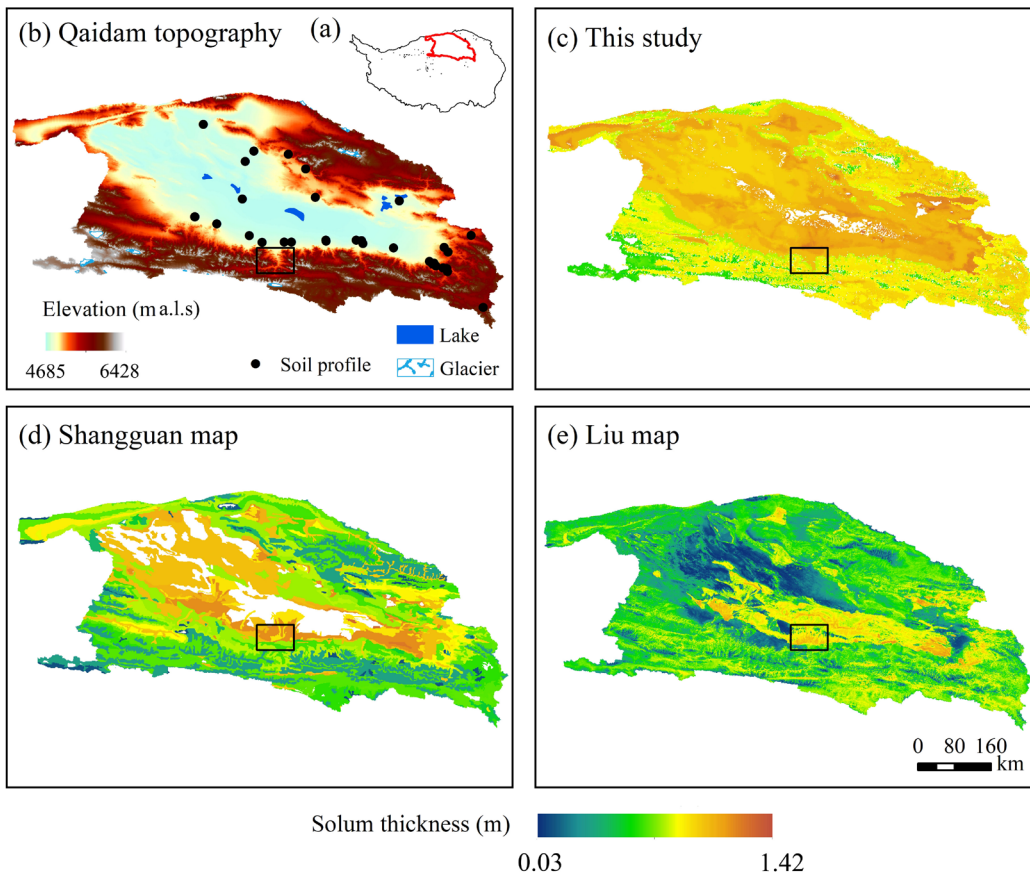 (b) Qaidam topography
(a)
Elevation (m a.l.s)
4685 6428
Soil profile
Lake
Glacier
(c) This study
(d) Shangguan map
(e) Liu map
0 80 160
km
Solum thickness (m)
0.03 1.42